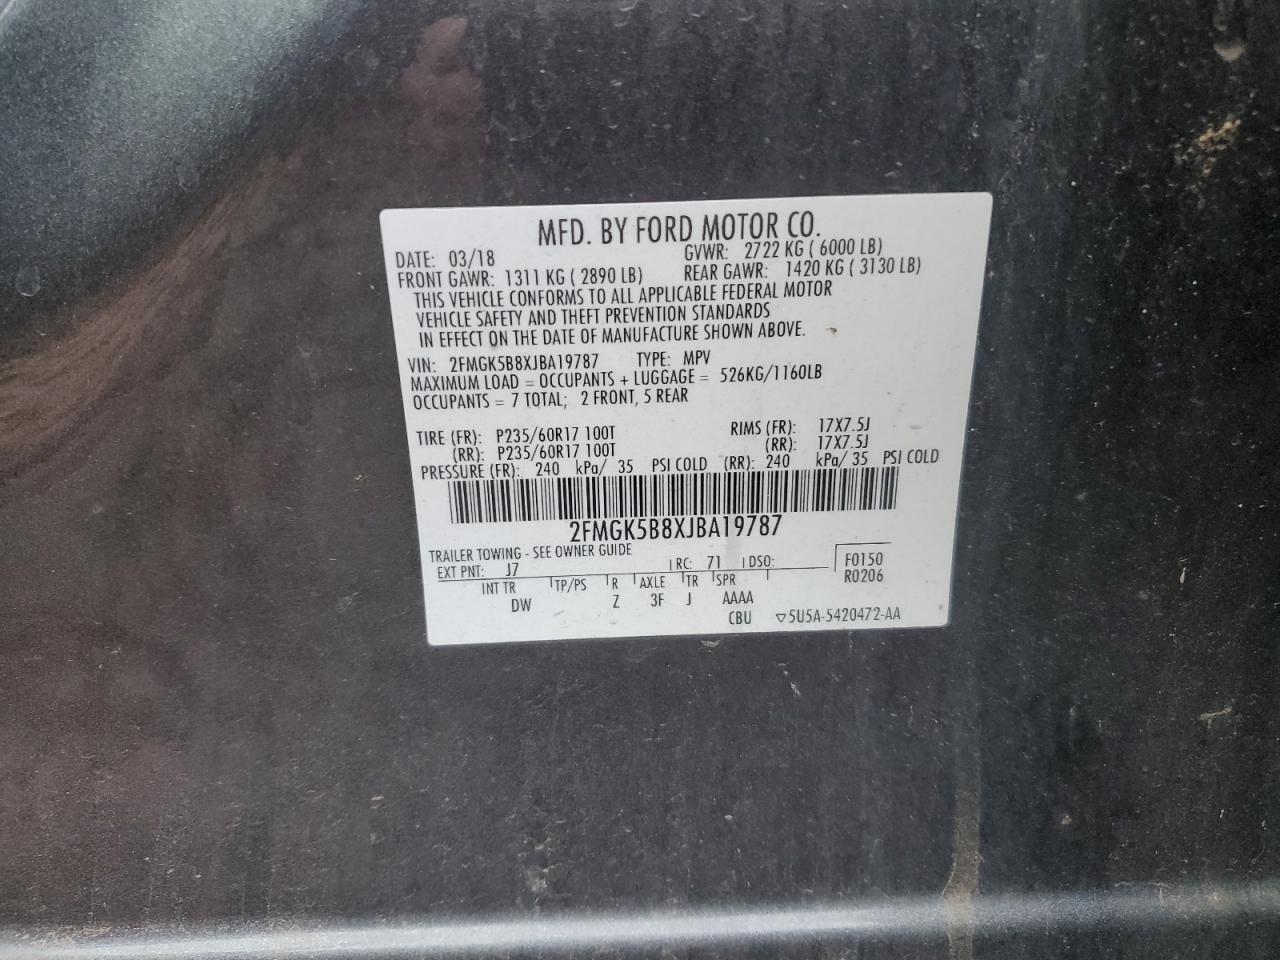 MFD. BY FORD MOTOR CO.
DATE: 03/18 GVWR: 2722 KG ( 6000 LB)
FRONT GAWR: 1311 KG ( 2890 LB) REAR GAWR: 1420 KG ( 3130 LB)
THIS VEHICLE CONFORMS TO ALL APPLICABLE FEDERAL MOTOR
VEHICLE SAFETY AND THEFT PREVENTION STANDARDS
IN EFFECT ON THE DATE OF MANUFACTURE SHOWN ABOVE.
VIN: 2FMGK5B8XJBA19787 TYPE: MPV
MAXIMUM LOAD = OCCUPANTS + LUGGAGE = 526KG/1160LB
OCCUPANTS = 7 TOTAL; 2 FRONT, 5 REAR
TIRE (FR): P235/60R17 100T RIMS (FR): 17X7.5J
(RR): P235/60R17 100T (RR): 17X7.5J
PRESSURE (FR): 240 kPa/ 35 PSI COLD (RR): 240 kPa/ 35 PSI COLD
2FMGK5B8XJBA19787
TRAILER TOWING - SEE OWNER GUIDE
EXT PNT: J7 RC: 71 DSO: F0150
R0206
INT TR TP/PS R AXLE TR SPR
DW Z 3F J AAAA
CBU ▽5U5A-5420472-AA